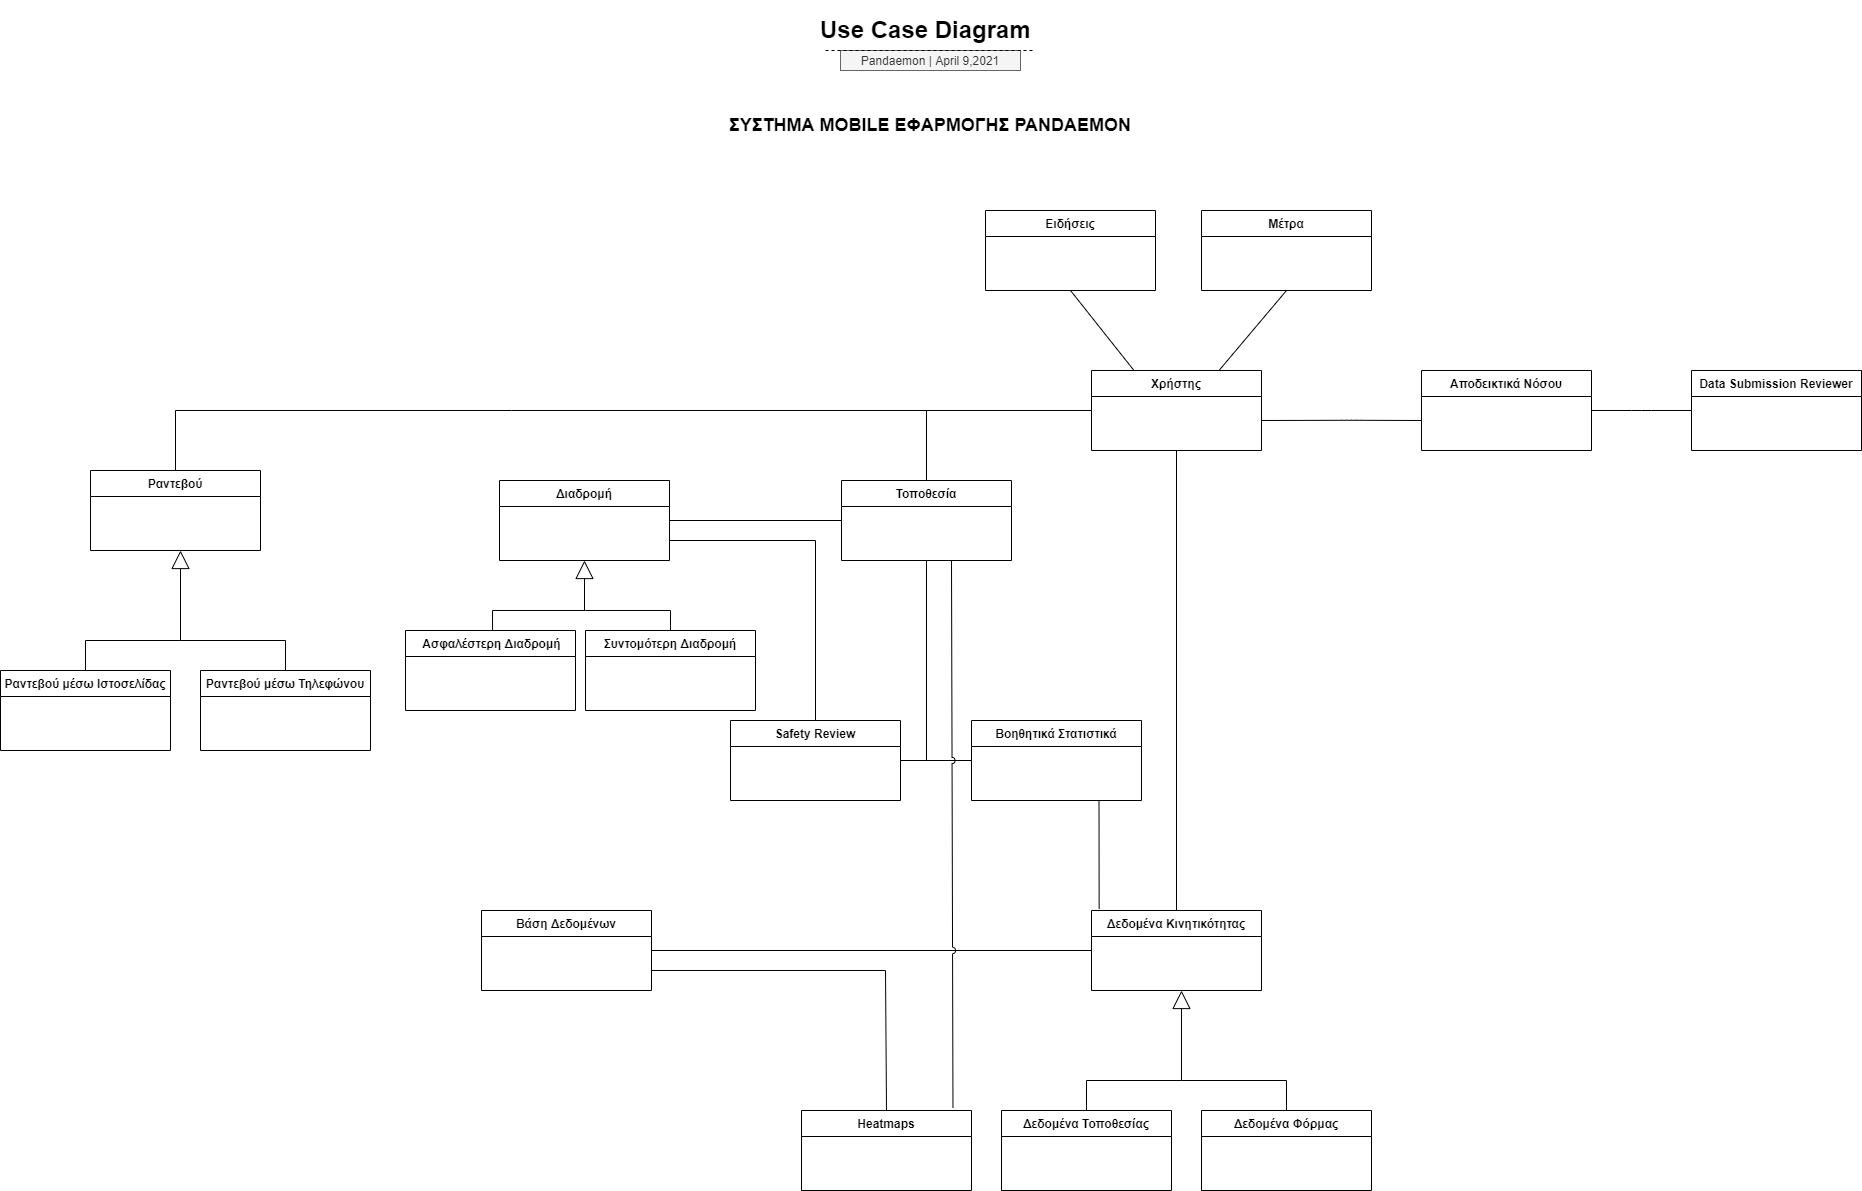 Use Case Diagram
Pandaemon | April 9,2021
ΣΥΣΤΗΜΑ MOBILE ΕΦΑΡΜΟΓΗΣ PANDAEMON
Ειδήσεις
Μέτρα
Χρήστης
Αποδεικτικά Νόσου
Data Submission Reviewer
Ραντεβού
Διαδρομή
Τοποθεσία
Ασφαλέστερη Διαδρομή
Συντομότερη Διαδρομή
Ραντεβού μέσω Ιστοσελίδας
Ραντεβού μέσω Τηλεφώνου
Safety Review
Βοηθητικά Στατιστικά
Βάση Δεδομένων
Δεδομένα Κινητικότητας
Heatmaps
Δεδομένα Τοποθεσίας
Δεδομένα Φόρμας